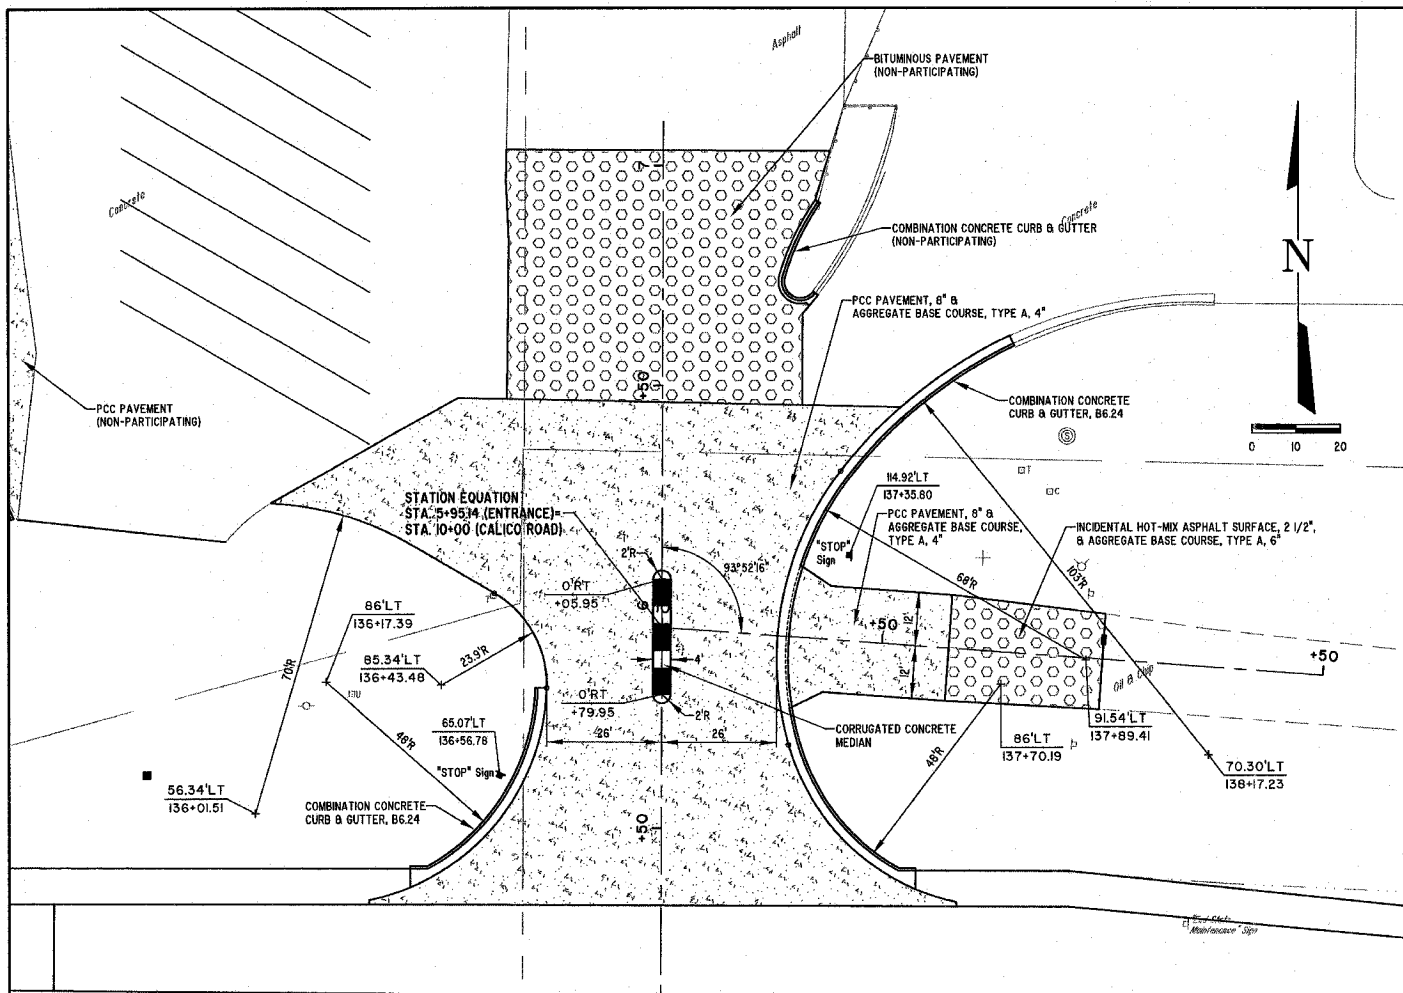 Asphalt
BITUMINOUS PAVEMENT
(NON-PARTICIPATING)
7
Concrete
Concrete
COMBINATION CONCRETE CURB & GUTTER
(NON-PARTICIPATING)
N
PCC PAVEMENT, 8" &
AGGREGATE BASE COURSE, TYPE A, 4"
+50
PCC PAVEMENT
(NON-PARTICIPATING)
COMBINATION CONCRETE
CURB & GUTTER, B6.24
S
0 10 20
T
C
114.92'LT
137+35.80
STATION EQUATION
STA. 5+95.14 (ENTRANCE)=
STA. 10+00 (CALICO ROAD)
PCC PAVEMENT, 8" &
AGGREGATE BASE COURSE,
TYPE A, 4"
INCIDENTAL HOT-MIX ASPHALT SURFACE, 2 1/2",
& AGGREGATE BASE COURSE, TYPE A, 6"
"STOP"
Sign
2'R
93°52'16"
68'R
103'R
0'RT
+05.95
6
86'LT
136+17.39
12'
+50
70'R
23.9'R
85.34'LT
136+43.48
4'
12'
+50
Oil & Chip
0'RT
+79.95
2'R
65.07'LT
136+56.78
26'
26'
CORRUGATED CONCRETE
MEDIAN
86'LT
137+70.19
91.54'LT
137+89.41
48'R
"STOP" Sign
48'R
70.30'LT
138+17.23
56.34'LT
136+01.51
COMBINATION CONCRETE
CURB & GUTTER, B6.24
+50
"End State
Maintenance" Sign